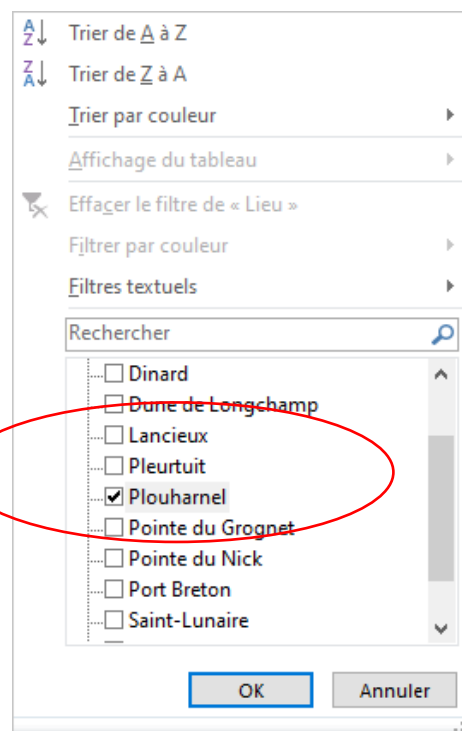 Trier de A à Z
Trier de Z à A
Trier par couleur
Affichage du tableau
Effacer le filtre de « Lieu »
Filtrer par couleur
Filtres textuels
Rechercher
Dinard
Dune de Longchamp
Lancieux
Pleurtuit
Plouharnel
Pointe du Grognet
Pointe du Nick
Port Breton
Saint-Lunaire
OK Annuler